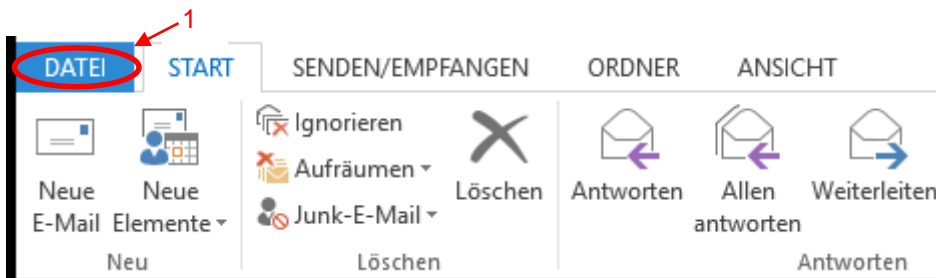 1
DATEI START SENDEN/EMPFANGEN ORDNER ANSICHT
Ignorieren
Aufräumen
Junk-E-Mail
Neue E-Mail
Neue Elemente
Löschen
Antworten
Allen antworten
Weiterleiten
Neu Löschen Antworten